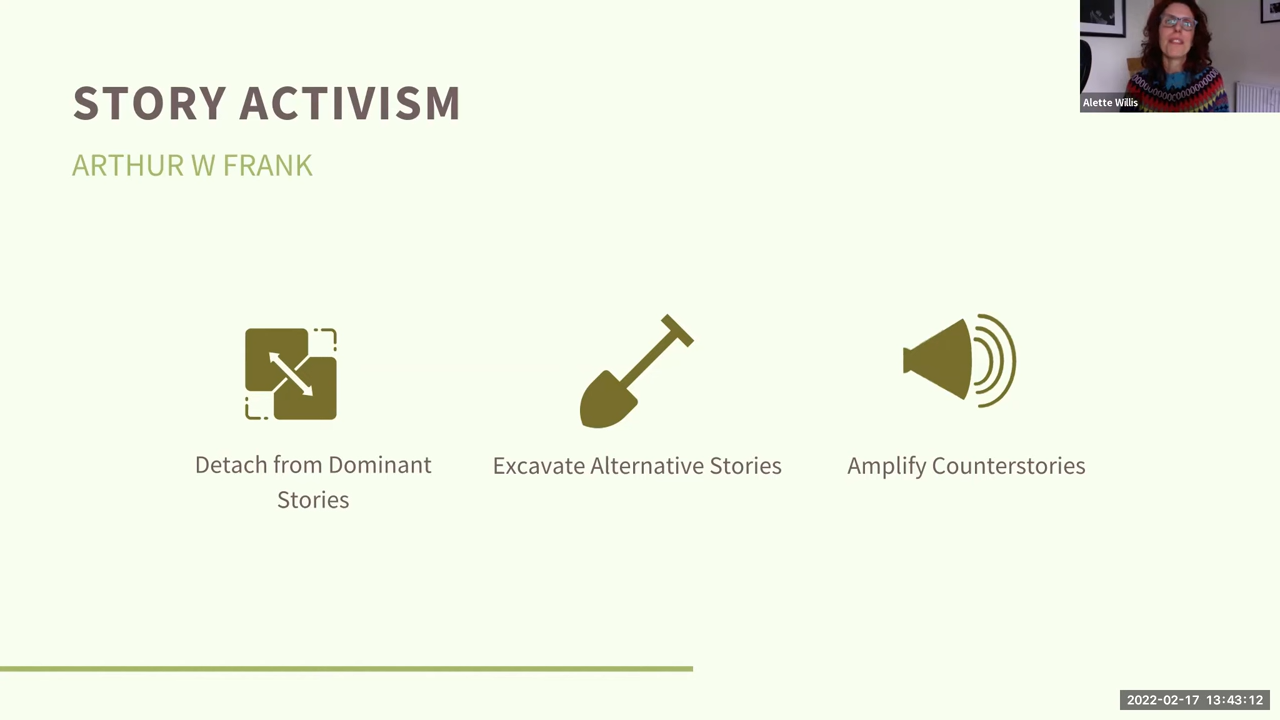 STORY ACTIVISM
ARTHUR W FRANK
Alette Willis
Detach from Dominant
Stories
Excavate Alternative Stories
Amplify Counterstories
2022-02-17 13:43:12